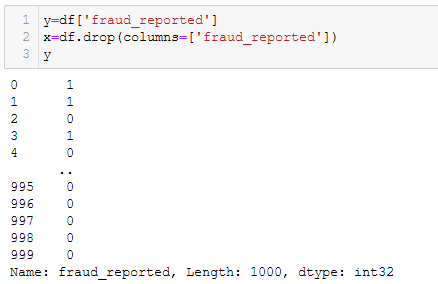 1 y=df['fraud_reported']
2 x=df.drop(columns=['fraud_reported'])
3 y
0 1
1 1
2 0
3 1
4 0
..
995 0
996 0
997 0
998 0
999 0
Name: fraud_reported, Length: 1000, dtype: int32